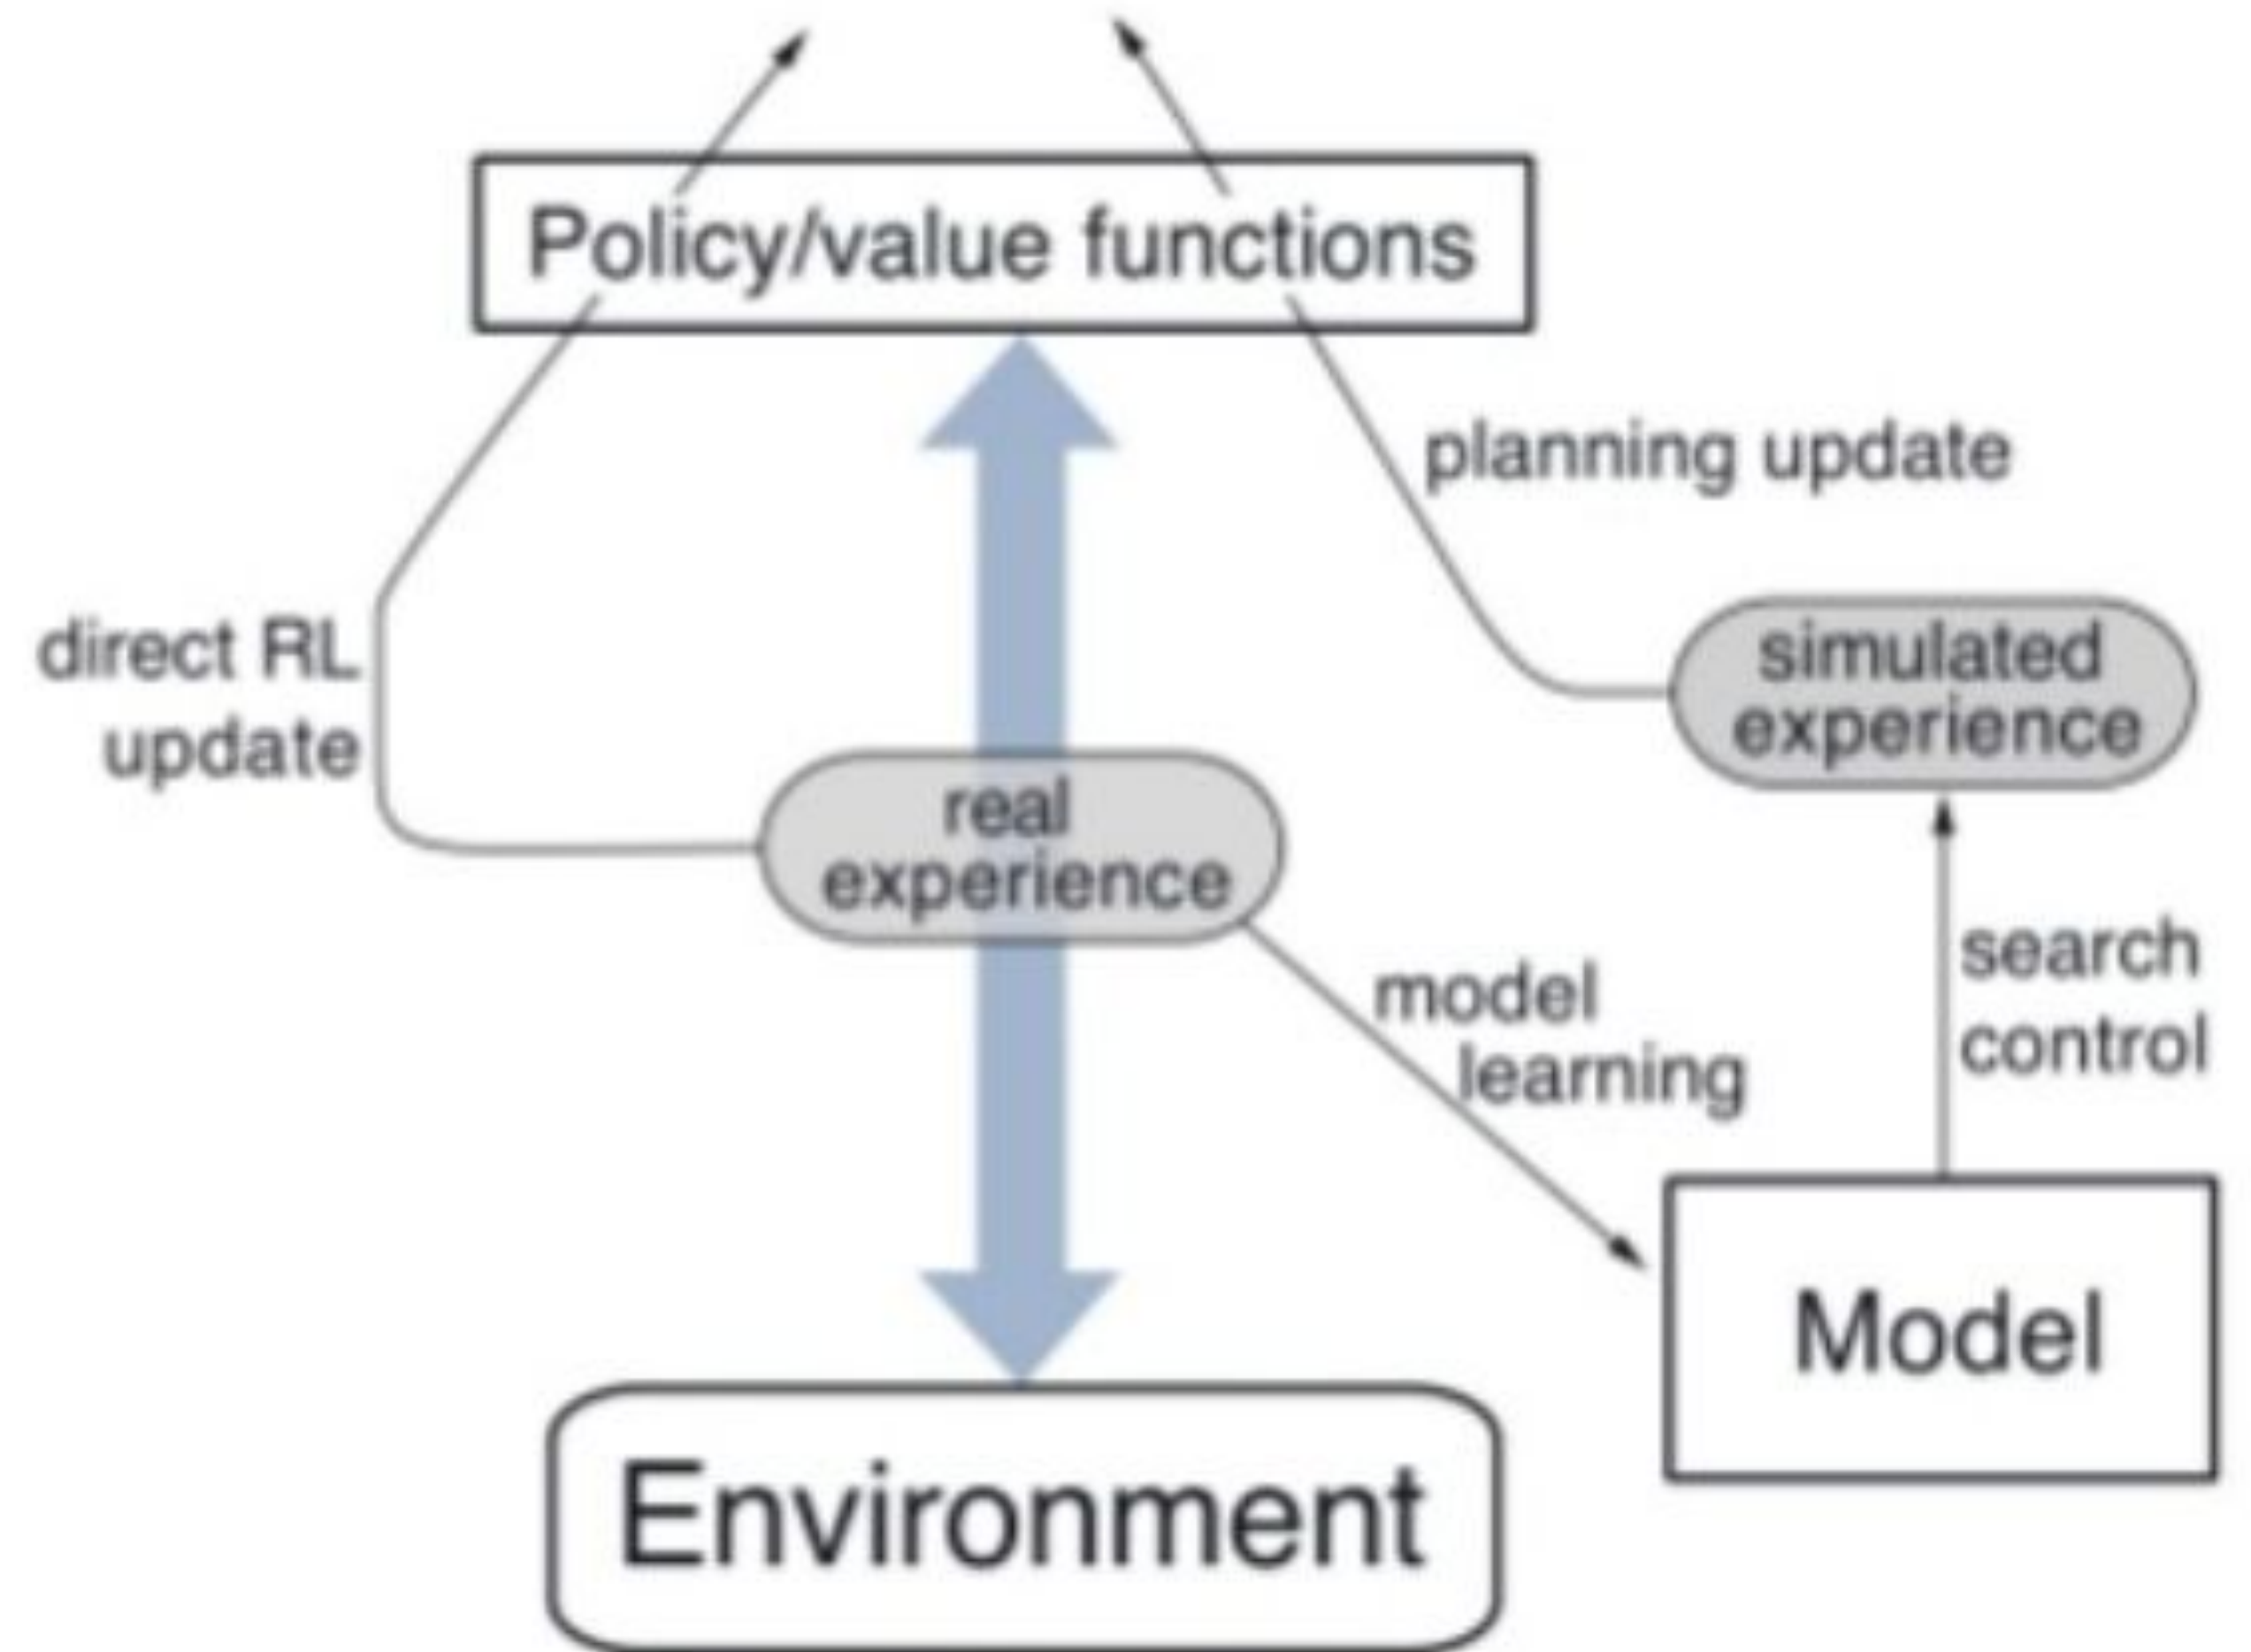 Policy/value functions
planning update
direct RL
update
simulated
experience
real
experience
model
learning
search
control
Model
Environment